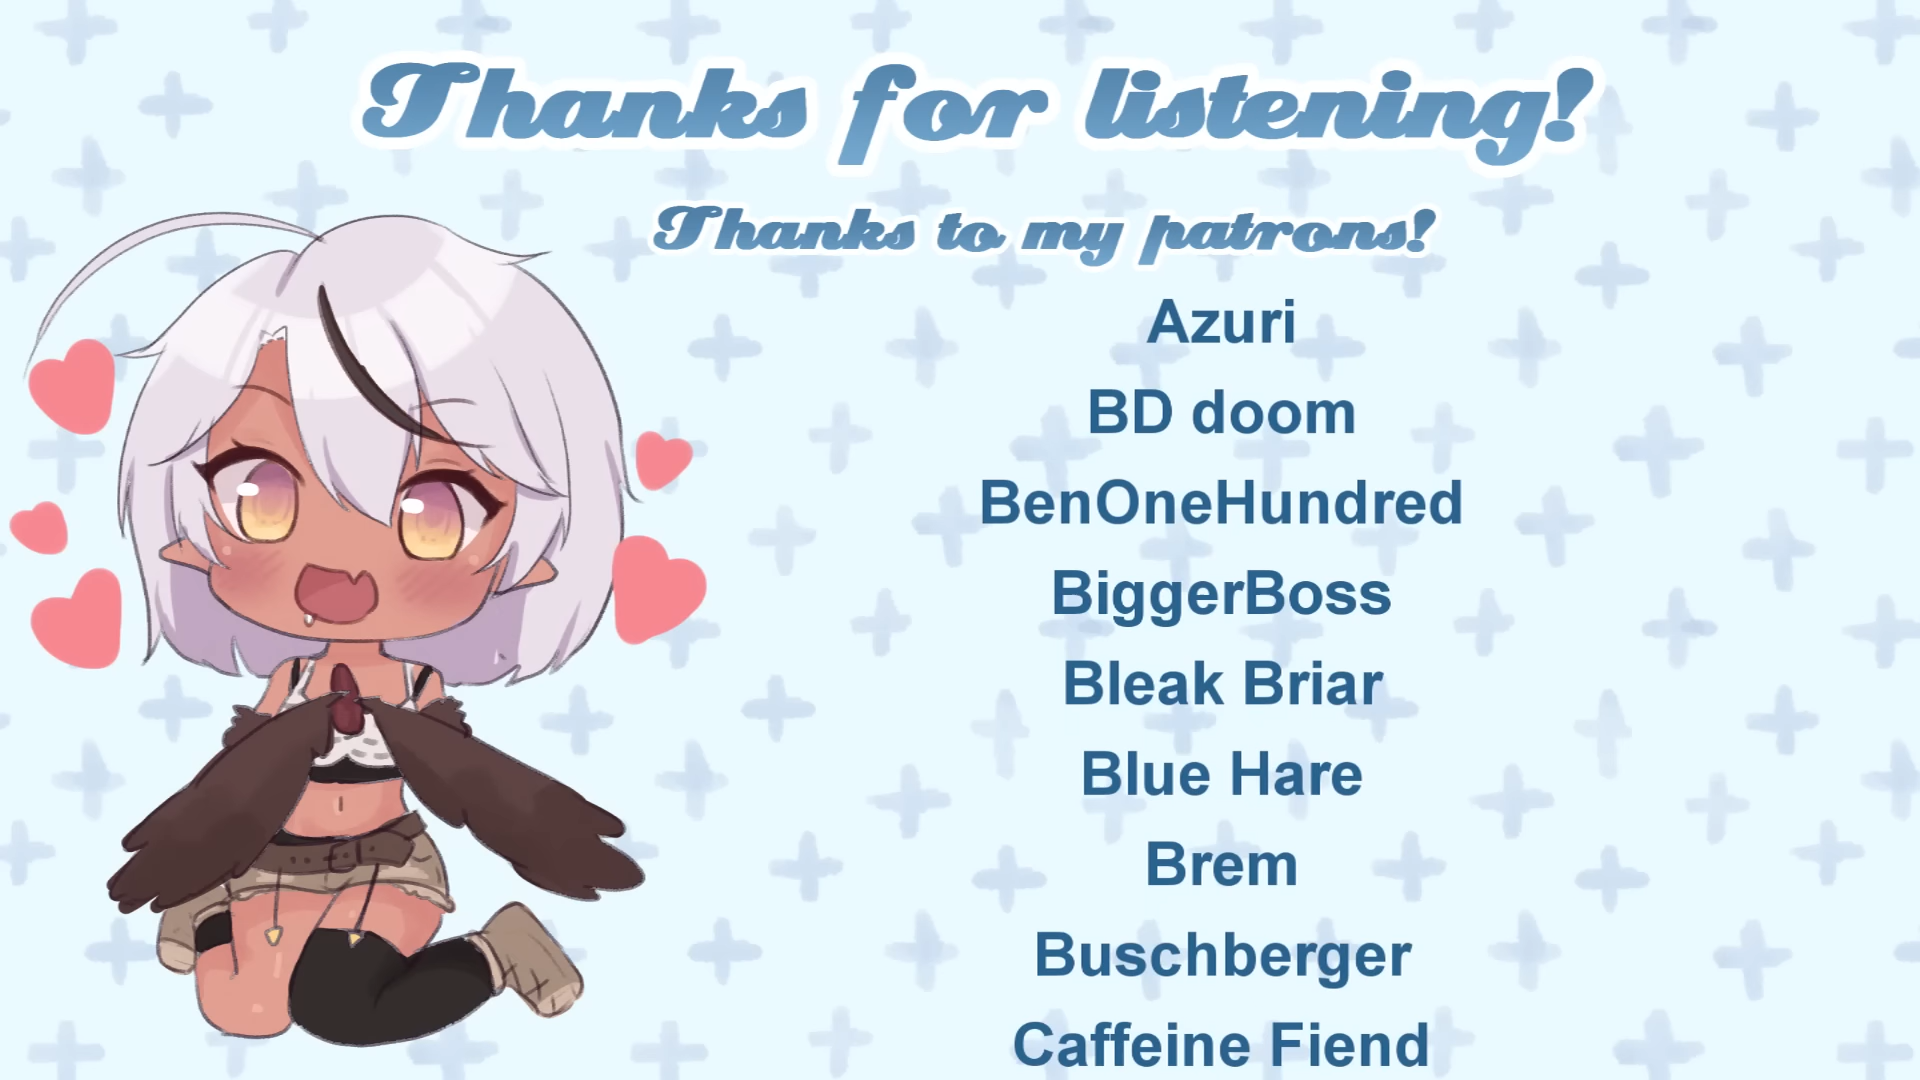 Thanks for listening!
Thanks to my patrons!
Azuri
BD doom
BenOneHundred
BiggerBoss
Bleak Briar
Blue Hare
Brem
Buschberger
Caffeine Fiend